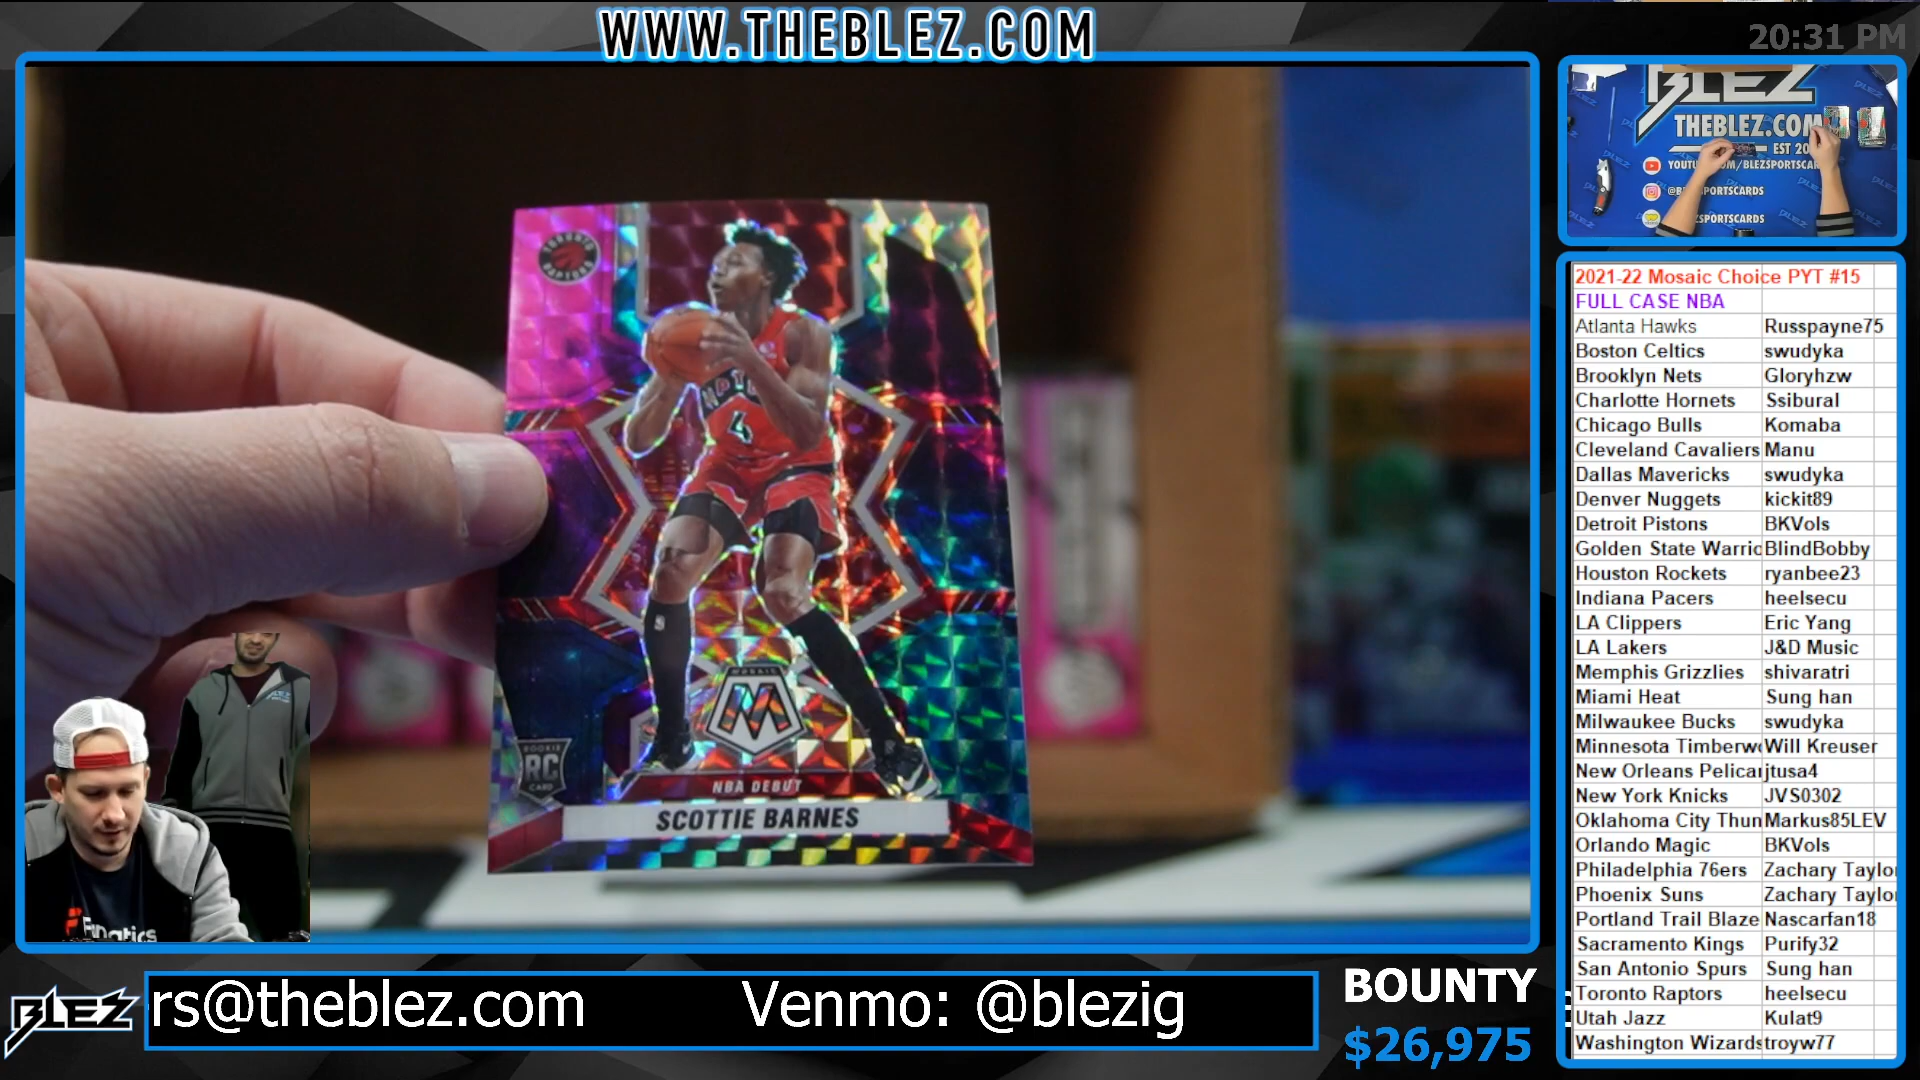 WWW.THEBLEZ.COM
20:31 PM
BLEZ
THEBLEZ.COM
2021-22 Mosaic Choice PYT #15
FULL CASE NBA
Atlanta Hawks Russpayne75
Boston Celtics swudyka
Brooklyn Nets Gloryhzw
Charlotte Hornets Ssibural
Chicago Bulls Komaba
Cleveland Cavaliers Manu
Dallas Mavericks swudyka
Denver Nuggets kickit89
Detroit Pistons BKVols
Golden State Warric BlindBobby
Houston Rockets ryanbee23
Indiana Pacers heelsecu
LA Clippers Eric Yang
LA Lakers J&D Music
Memphis Grizzlies shivaratri
Miami Heat Sung han
Milwaukee Bucks swudyka
Minnesota Timberw Will Kreuser
New Orleans Pelica jtusa4
New York Knicks JVS0302
Oklahoma City Thun Markus85LEV
Orlando Magic BKVols
Philadelphia 76ers Zachary Taylo
Phoenix Suns Zachary Taylo
Portland Trail Blaze Nascarfan18
Sacramento Kings Purify32
San Antonio Spurs Sung han
Toronto Raptors heelsecu
Utah Jazz Kulat9
Washington Wizards troyw77
TORONTO
RAPTORS
4
MOSAIC
M
ROOKIE
RC
CARD
NBA DEBUT
SCOTTIE BARNES
BLEZ
rs@theblez.com Venmo: @blezig
BOUNTY
$26,975